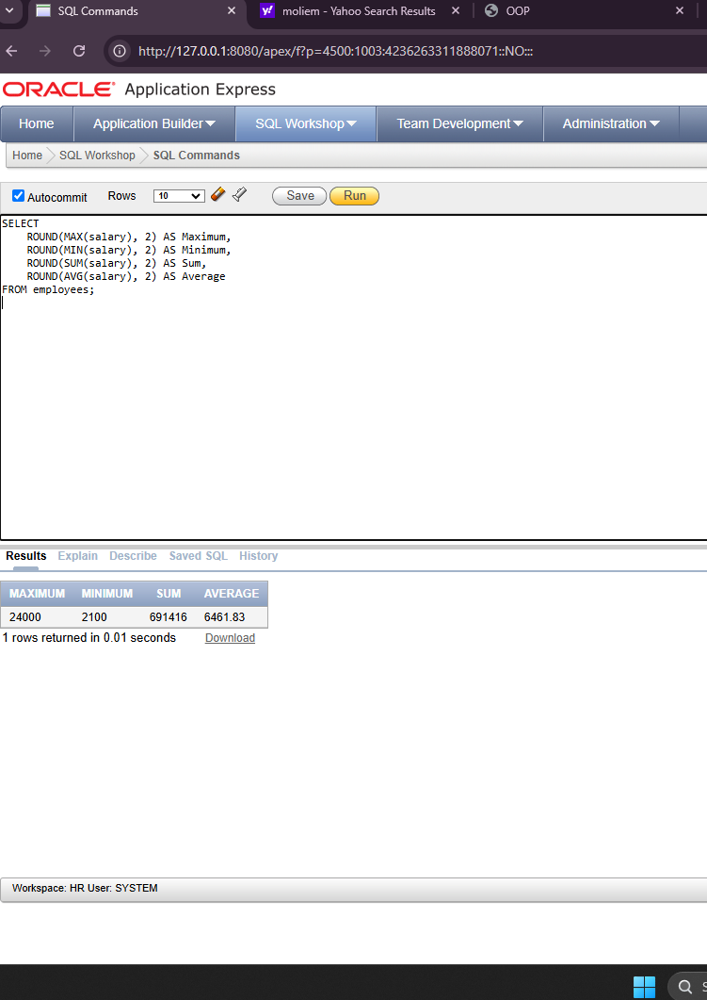 SQL Commands
moliem - Yahoo Search Results
OOP
http://127.0.0.1:8080/apex/f?p=4500:1003:4236263311888071::NO:::
ORACLE® Application Express
Home Application Builder SQL Workshop Team Development Administration
Home SQL Workshop SQL Commands
Autocommit Rows 10 Save Run
SELECT
    ROUND(MAX(salary), 2) AS Maximum,
    ROUND(MIN(salary), 2) AS Minimum,
    ROUND(SUM(salary), 2) AS Sum,
    ROUND(AVG(salary), 2) AS Average
FROM employees;
Results Explain Describe Saved SQL History
MAXIMUM MINIMUM SUM AVERAGE
24000 2100 691416 6461.83
1 rows returned in 0.01 seconds Download
Workspace: HR User: SYSTEM